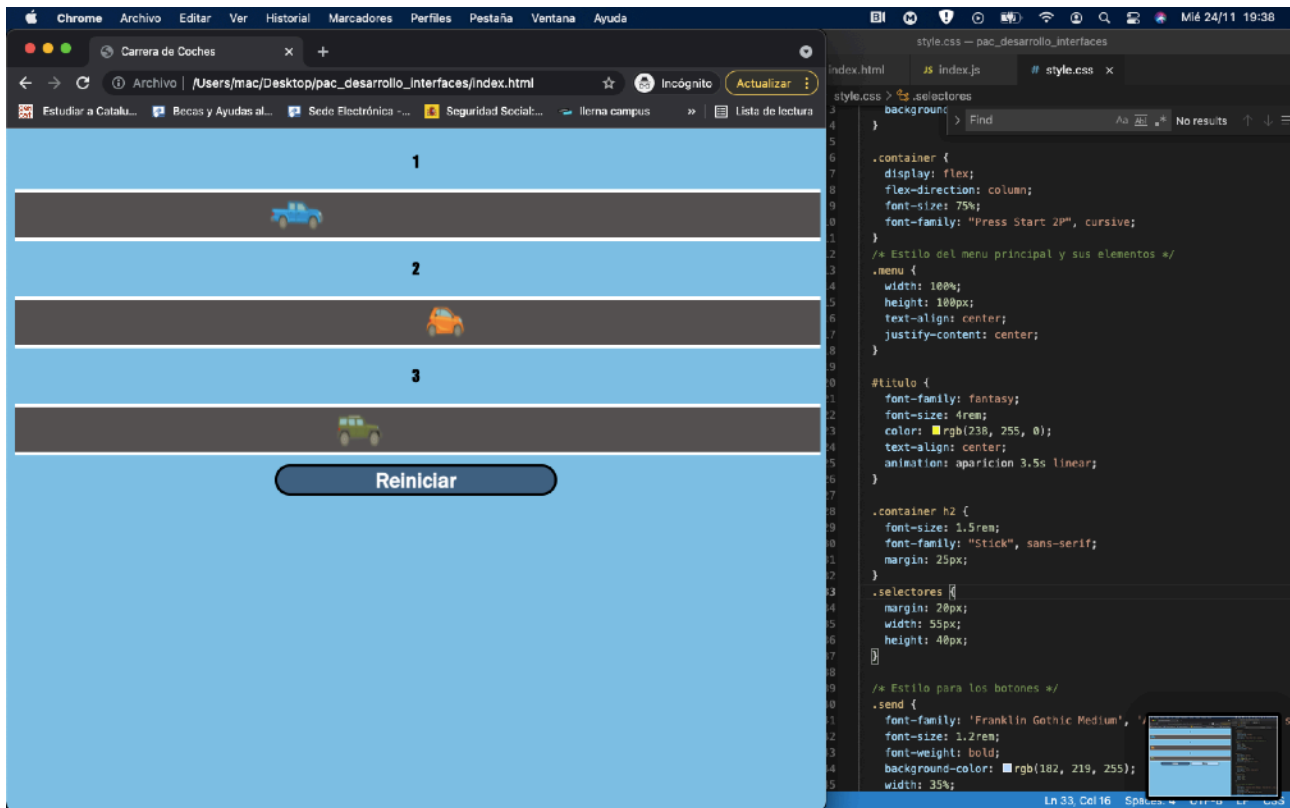 Chrome Archivo Editar Ver Historial Marcadores Perfiles Pestaña Ventana Ayuda
Mié 24/11 19:38
Carrera de Coches
Archivo /Users/mac/Desktop/pac_desarrollo_interfaces/index.html
Incógnito
Actualizar
Estudiar a Catalu... Becas y Ayudas al... Sede Electrónica -... Seguridad Social:... Ilerna campus » Lista de lectura
1
2
3
Reiniciar
style.css — pac_desarrollo_interfaces
index.html JS index.js # style.css
style.css > .selectores
Find
No results
background
}
.container {
display: flex;
flex-direction: column;
font-size: 75%;
font-family: "Press Start 2P", cursive;
}
/* Estilo del menu principal y sus elementos */
.menu {
width: 100%;
height: 100px;
text-align: center;
justify-content: center;
}
#titulo {
font-family: fantasy;
font-size: 4rem;
color: rgb(238, 255, 0);
text-align: center;
animation: aparicion 3.5s linear;
}
.container h2 {
font-size: 1.5rem;
font-family: "Stick", sans-serif;
margin: 25px;
}
.selectores {
margin: 20px;
width: 55px;
height: 40px;
}
/* Estilo para los botones */
.send {
font-family: 'Franklin Gothic Medium',
font-size: 1.2rem;
font-weight: bold;
background-color: rgb(182, 219, 255);
width: 35%;
Ln 33, Col 16